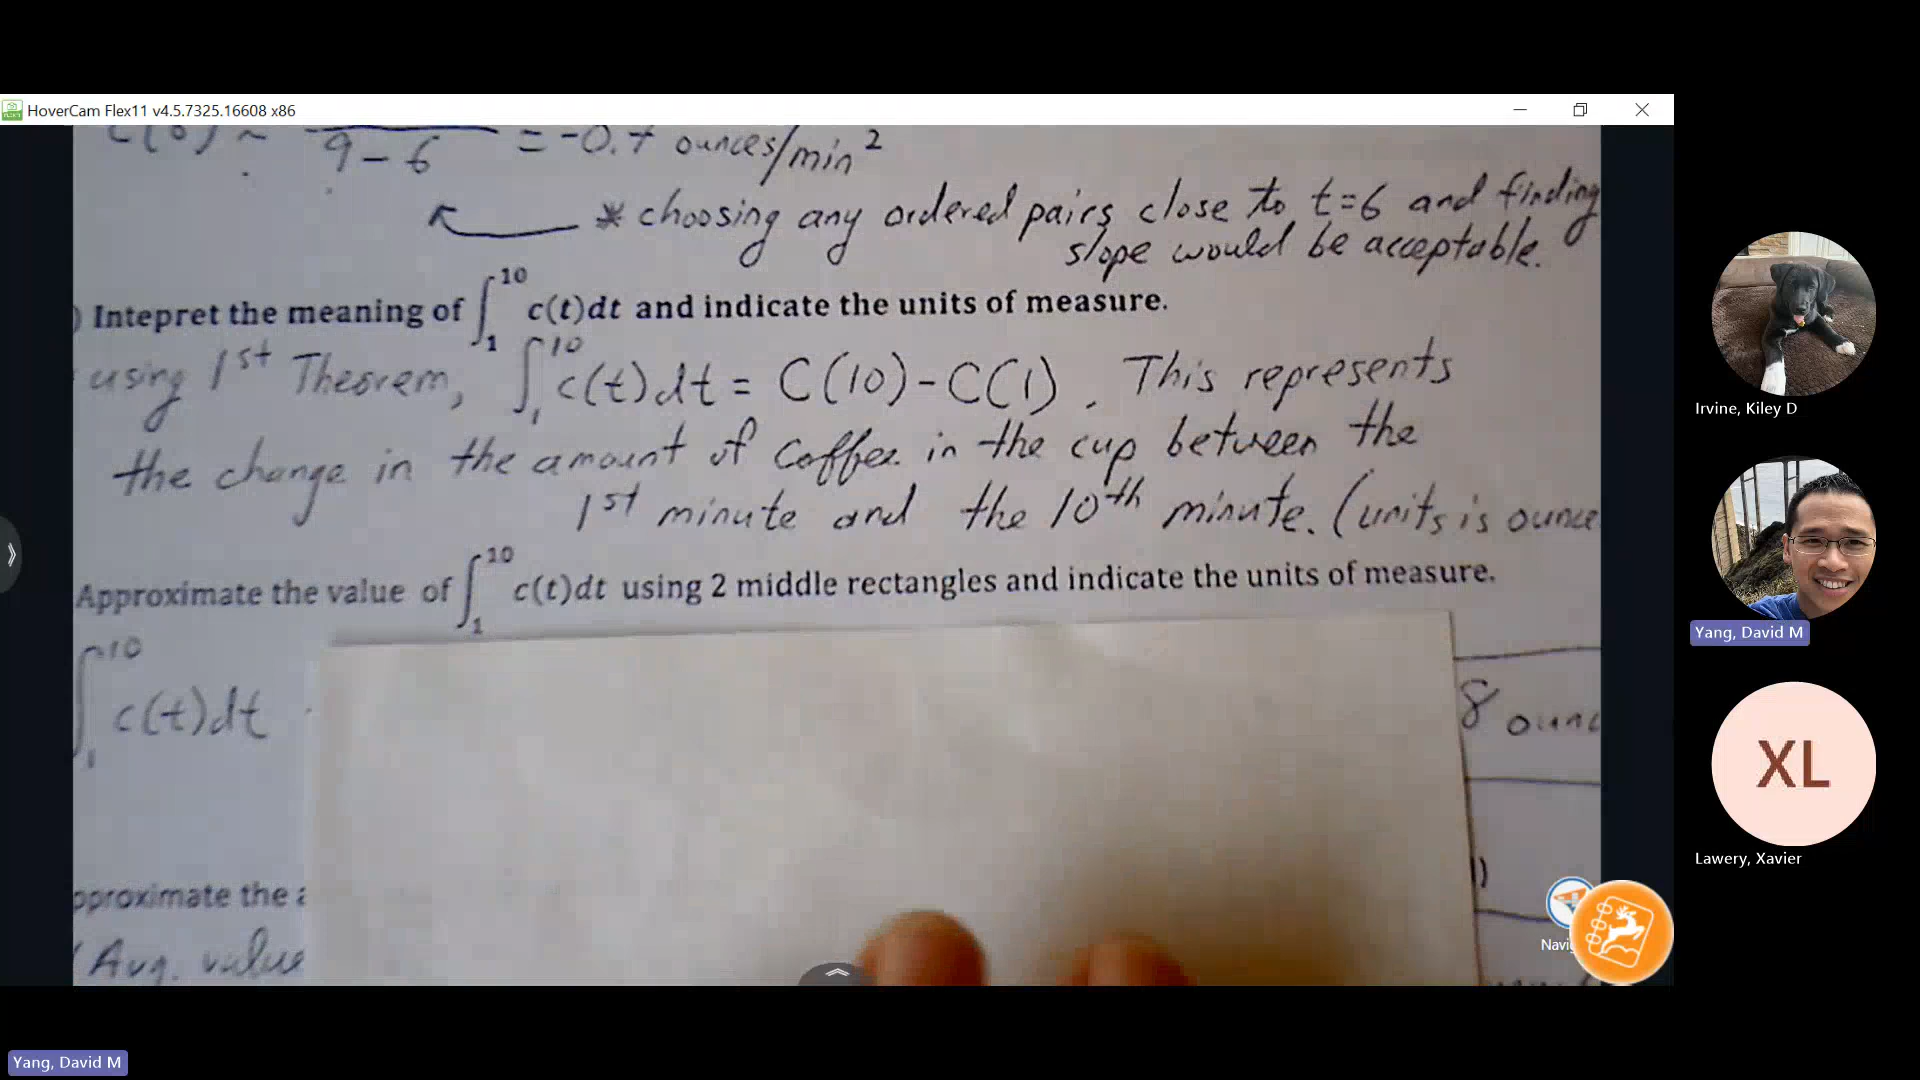 HoverCam Flex11 v4.5.7325.16608 x86
9 - 6 = -0.7 ounces/min²
* choosing any ordered pairs close to t=6 and finding
slope would be acceptable.
) Intepret the meaning of ∫₁¹⁰ c(t)dt and indicate the units of measure.
using 1st Theorem, ∫₁¹⁰ c(t)dt = C(10) - C(1). This represents
the change in the amount of coffee in the cup between the
1st minute and the 10th minute. (units is ounce
Approximate the value of ∫₁¹⁰ c(t)dt using 2 middle rectangles and indicate the units of measure.
∫₁¹⁰ c(t)dt
8 ounc
pproximate the a
Avg. value
Navi
Irvine, Kiley D
Yang, David M
XL
Lawery, Xavier
Yang, David M